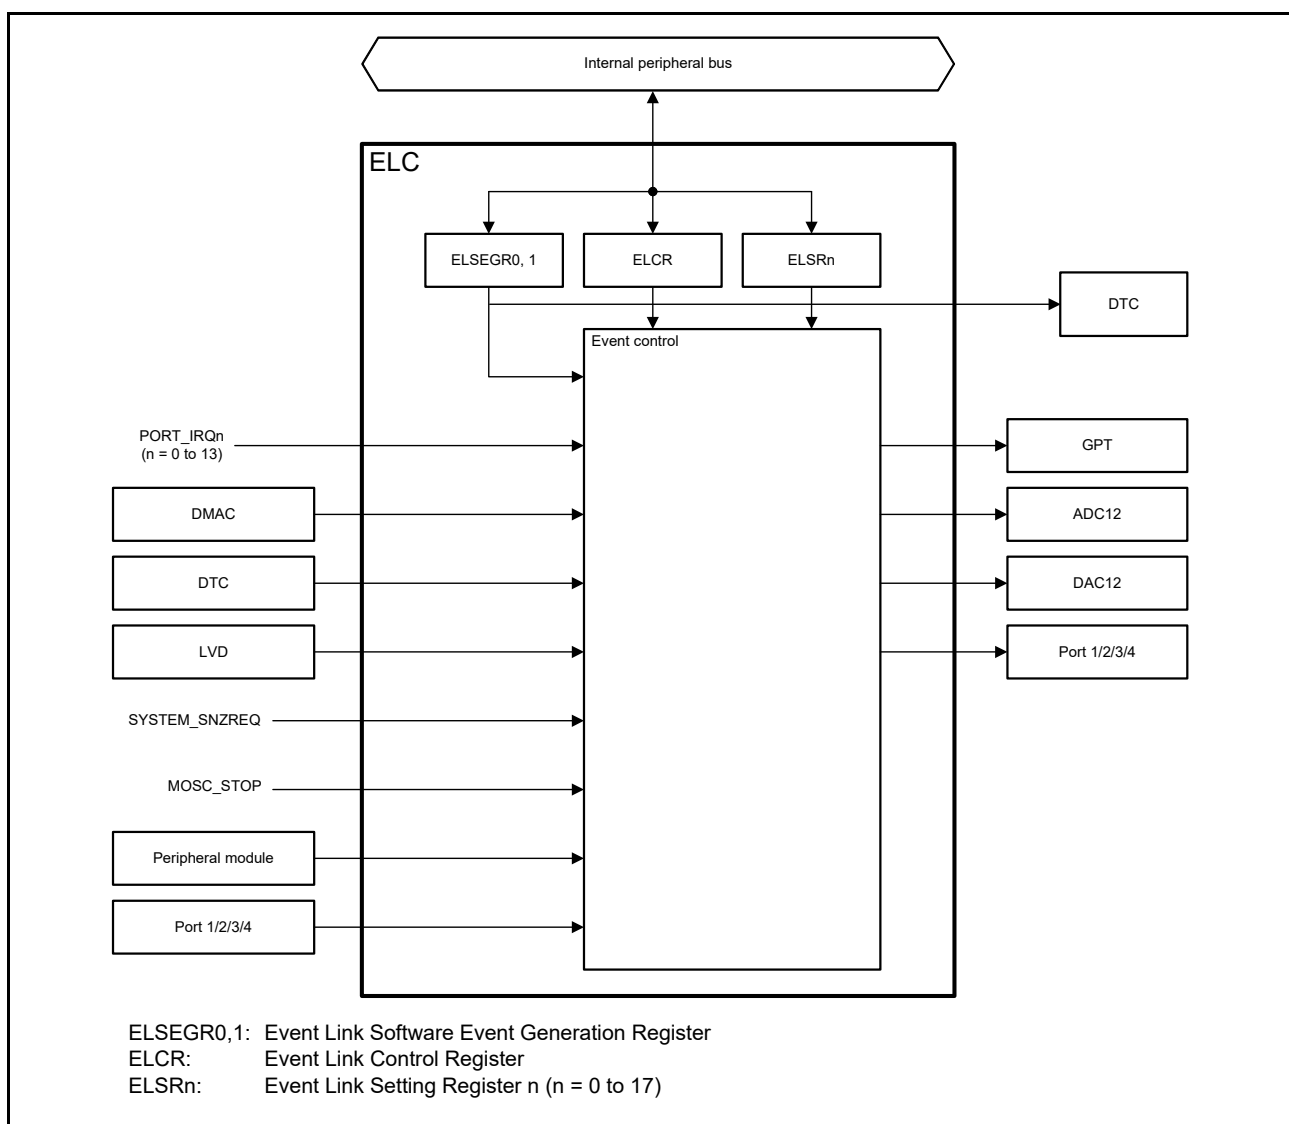 Internal peripheral bus
ELC
ELSEGR0, 1
ELCR
ELSRn
DTC
Event control
PORT_IRQn
(n = 0 to 13)
GPT
DMAC
ADC12
DTC
DAC12
LVD
Port 1/2/3/4
SYSTEM_SNZREQ
MOSC_STOP
Peripheral module
Port 1/2/3/4
ELSEGR0,1: Event Link Software Event Generation Register
ELCR: Event Link Control Register
ELSRn: Event Link Setting Register n (n = 0 to 17)